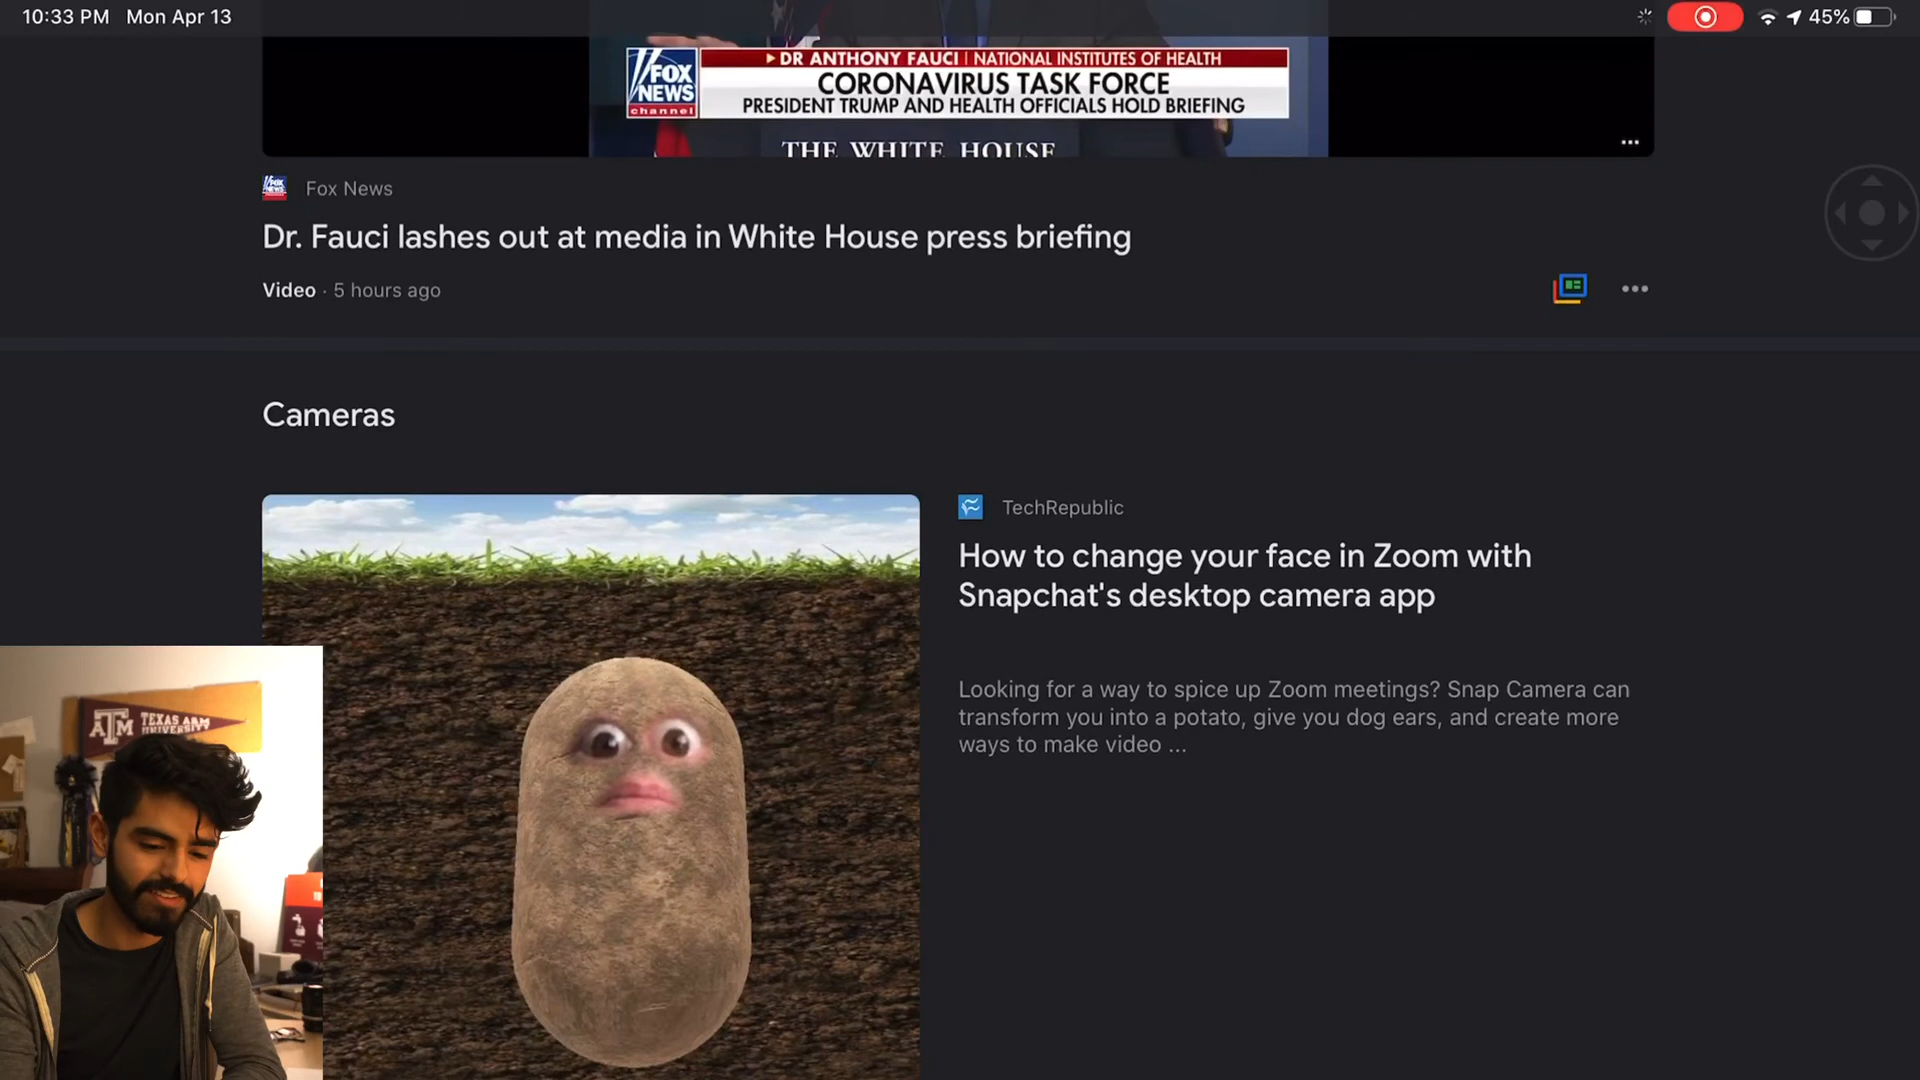 10:33 PM Mon Apr 13
45%
DR ANTHONY FAUCI | NATIONAL INSTITUTES OF HEALTH
FOX NEWS channel
CORONAVIRUS TASK FORCE
PRESIDENT TRUMP AND HEALTH OFFICIALS HOLD BRIEFING
THE WHITE HOUSE
Fox News
Dr. Fauci lashes out at media in White House press briefing
Video · 5 hours ago
Cameras
TechRepublic
How to change your face in Zoom with
Snapchat's desktop camera app
Looking for a way to spice up Zoom meetings? Snap Camera can
transform you into a potato, give you dog ears, and create more
ways to make video ...
ATM TEXAS A&M
UNIVERSITY